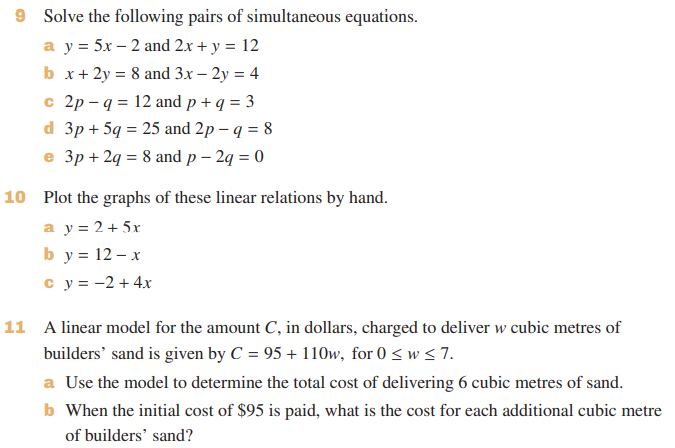 9 Solve the following pairs of simultaneous equations.
a y = 5x – 2 and 2x + y = 12
b x + 2y = 8 and 3x – 2y = 4
c 2p – q = 12 and p + q = 3
d 3p + 5q = 25 and 2p – q = 8
e 3p + 2q = 8 and p – 2q = 0
10 Plot the graphs of these linear relations by hand.
a y = 2 + 5x
b y = 12 – x
c y = –2 + 4x
11 A linear model for the amount C, in dollars, charged to deliver w cubic metres of
builders’ sand is given by C = 95 + 110w, for 0 ≤ w ≤ 7.
a Use the model to determine the total cost of delivering 6 cubic metres of sand.
b When the initial cost of $95 is paid, what is the cost for each additional cubic metre
of builders’ sand?